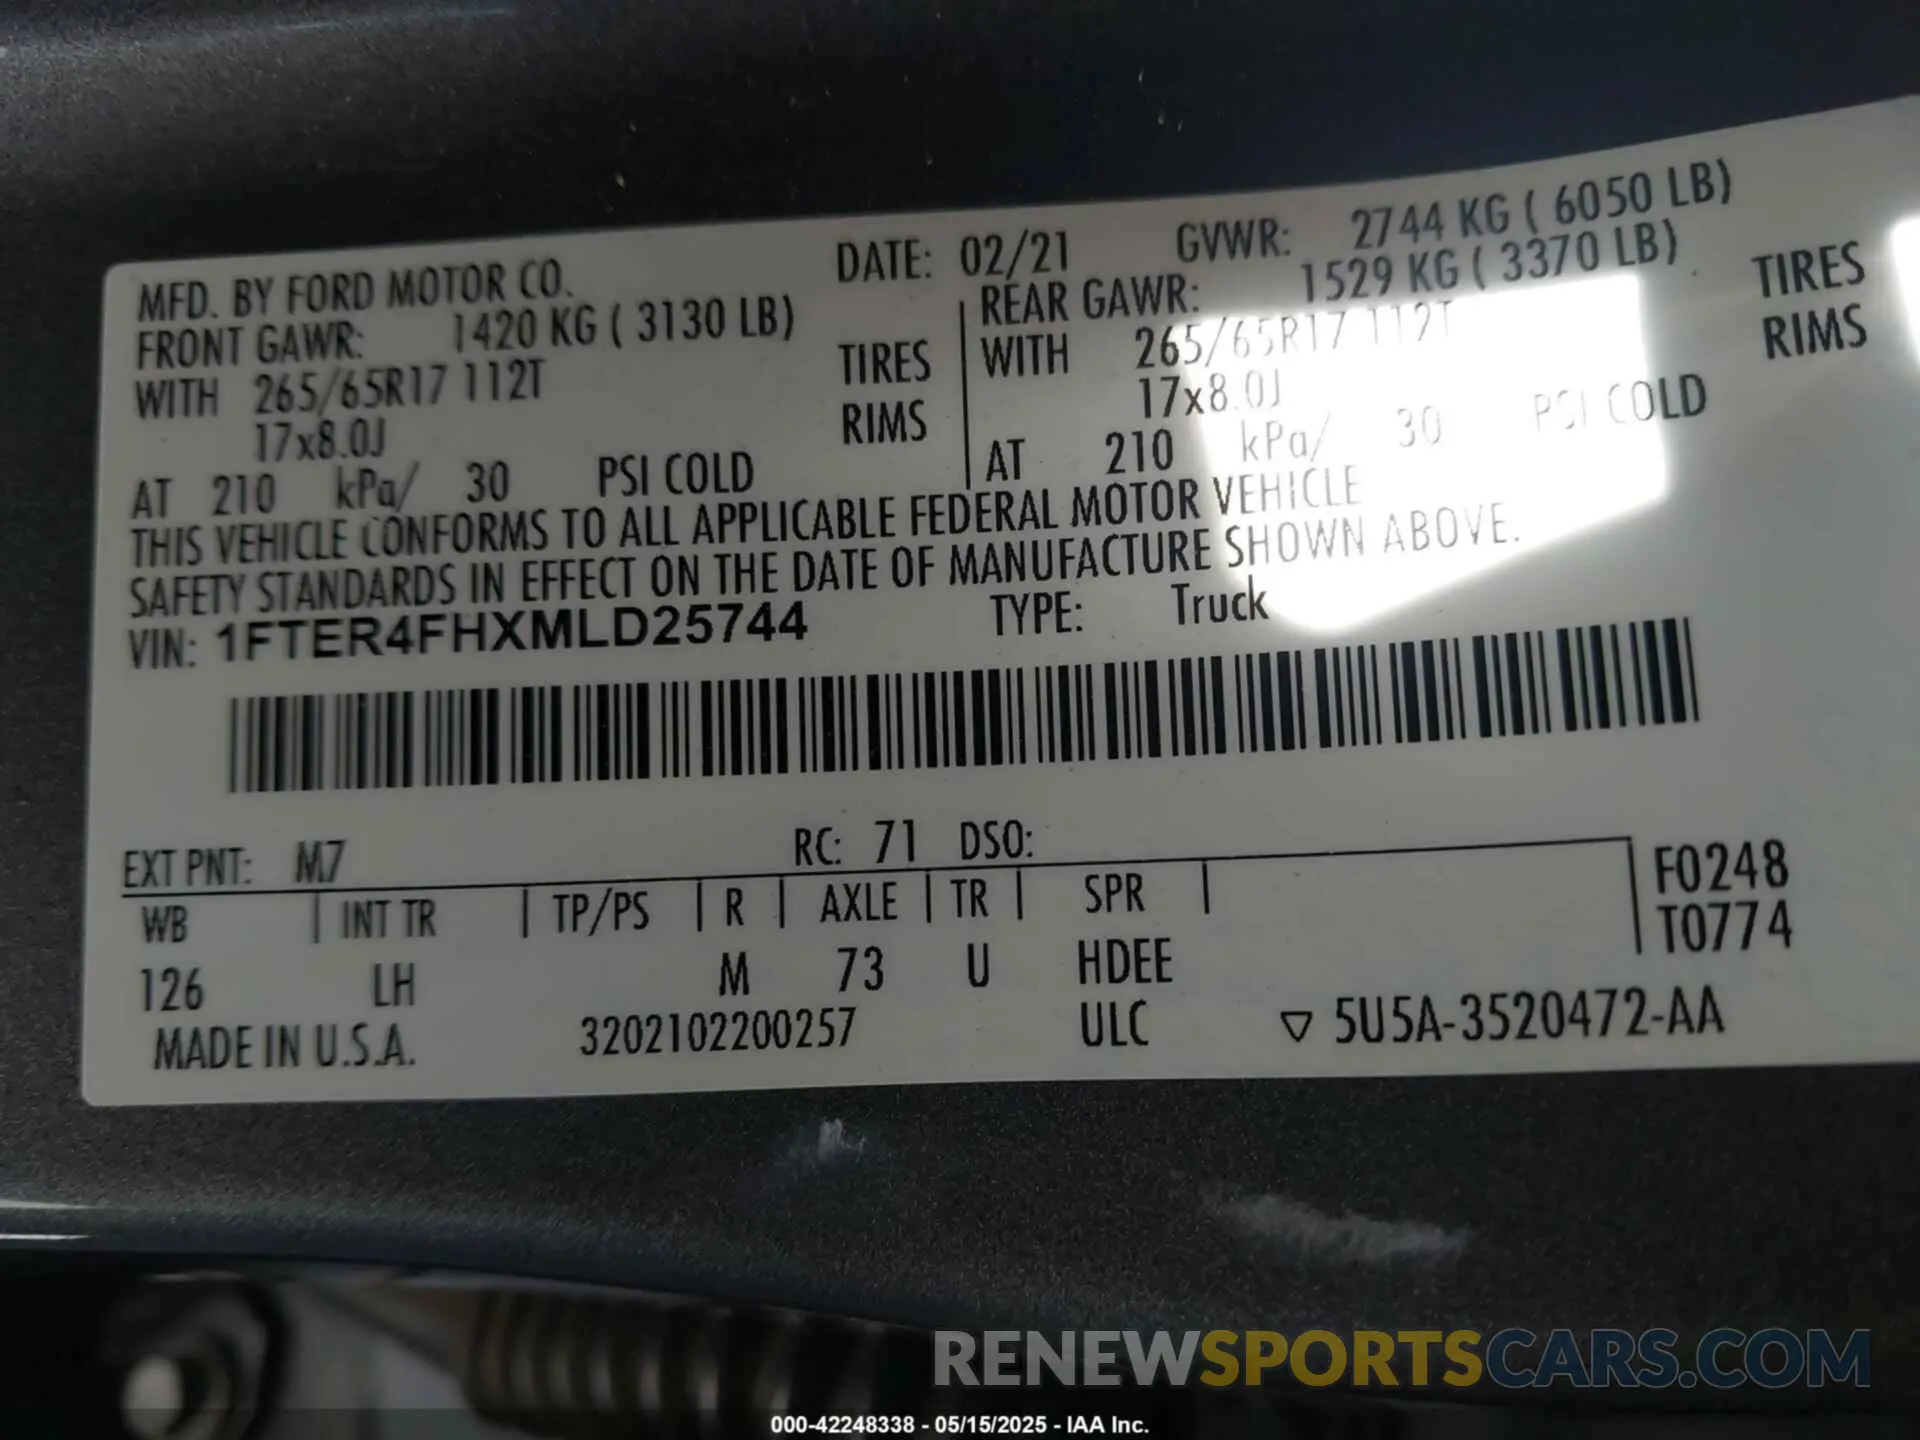 MFD. BY FORD MOTOR CO. DATE: 02/21 GVWR: 2744 KG ( 6050 LB)
FRONT GAWR: 1420 KG ( 3130 LB) REAR GAWR: 1529 KG ( 3370 LB)
WITH 265/65R17 112T TIRES WITH 265/65R17 112T TIRES
17x8.0J RIMS 17x8.0J RIMS
AT 210 kPa/ 30 PSI COLD AT 210 kPa/ 30 PSI COLD
THIS VEHICLE CONFORMS TO ALL APPLICABLE FEDERAL MOTOR VEHICLE
SAFETY STANDARDS IN EFFECT ON THE DATE OF MANUFACTURE SHOWN ABOVE.
VIN: 1FTER4FHXMLD25744 TYPE: Truck
EXT PNT: M7 RC: 71 DSO:
WB INT TR TP/PS R AXLE TR SPR F0248
T0774
126 LH M 73 U HDEE
MADE IN U.S.A. 3202102200257 ULC ▽ 5U5A-3520472-AA
RENEWSPORTSCARS.COM
000-42248338 - 05/15/2025 - IAA Inc.